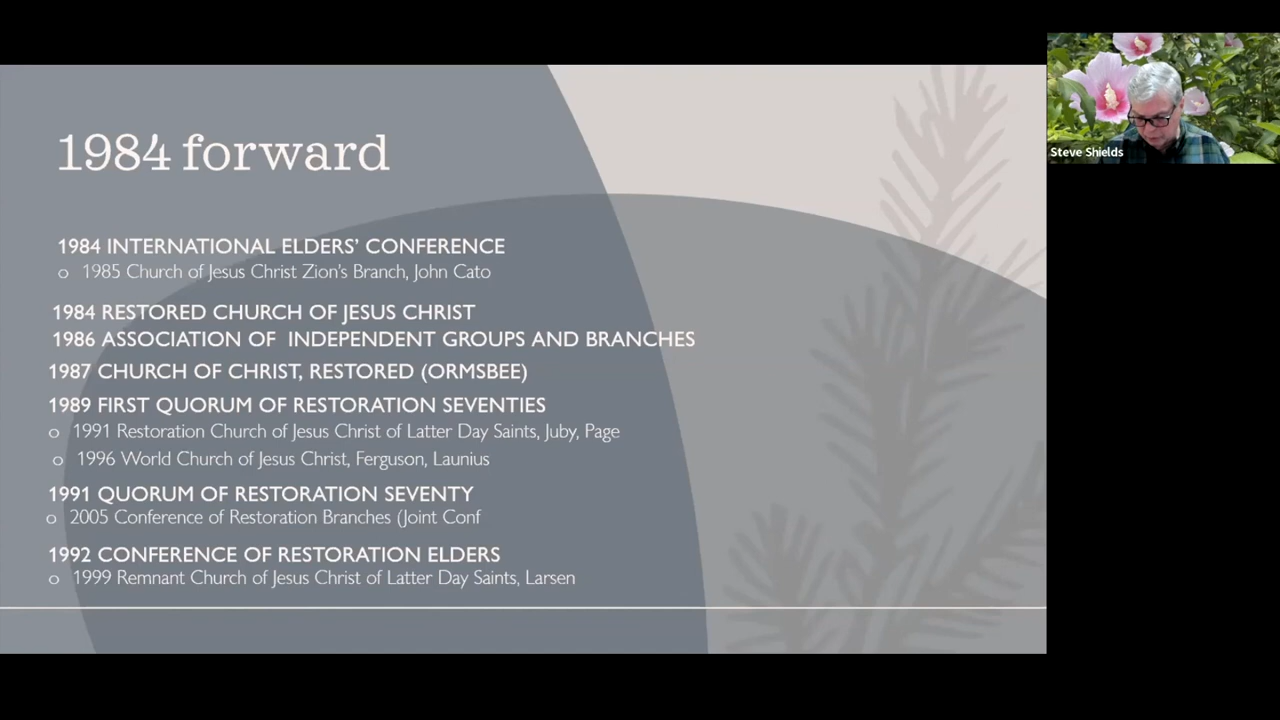 1984 forward
1984 INTERNATIONAL ELDERS' CONFERENCE
o 1985 Church of Jesus Christ Zion's Branch, John Cato
1984 RESTORED CHURCH OF JESUS CHRIST
1986 ASSOCIATION OF INDEPENDENT GROUPS AND BRANCHES
1987 CHURCH OF CHRIST, RESTORED (ORMSBEE)
1989 FIRST QUORUM OF RESTORATION SEVENTIES
o 1991 Restoration Church of Jesus Christ of Latter Day Saints, Juby, Page
o 1996 World Church of Jesus Christ, Ferguson, Launius
1991 QUORUM OF RESTORATION SEVENTY
o 2005 Conference of Restoration Branches (Joint Conf
1992 CONFERENCE OF RESTORATION ELDERS
o 1999 Remnant Church of Jesus Christ of Latter Day Saints, Larsen
Steve Shields